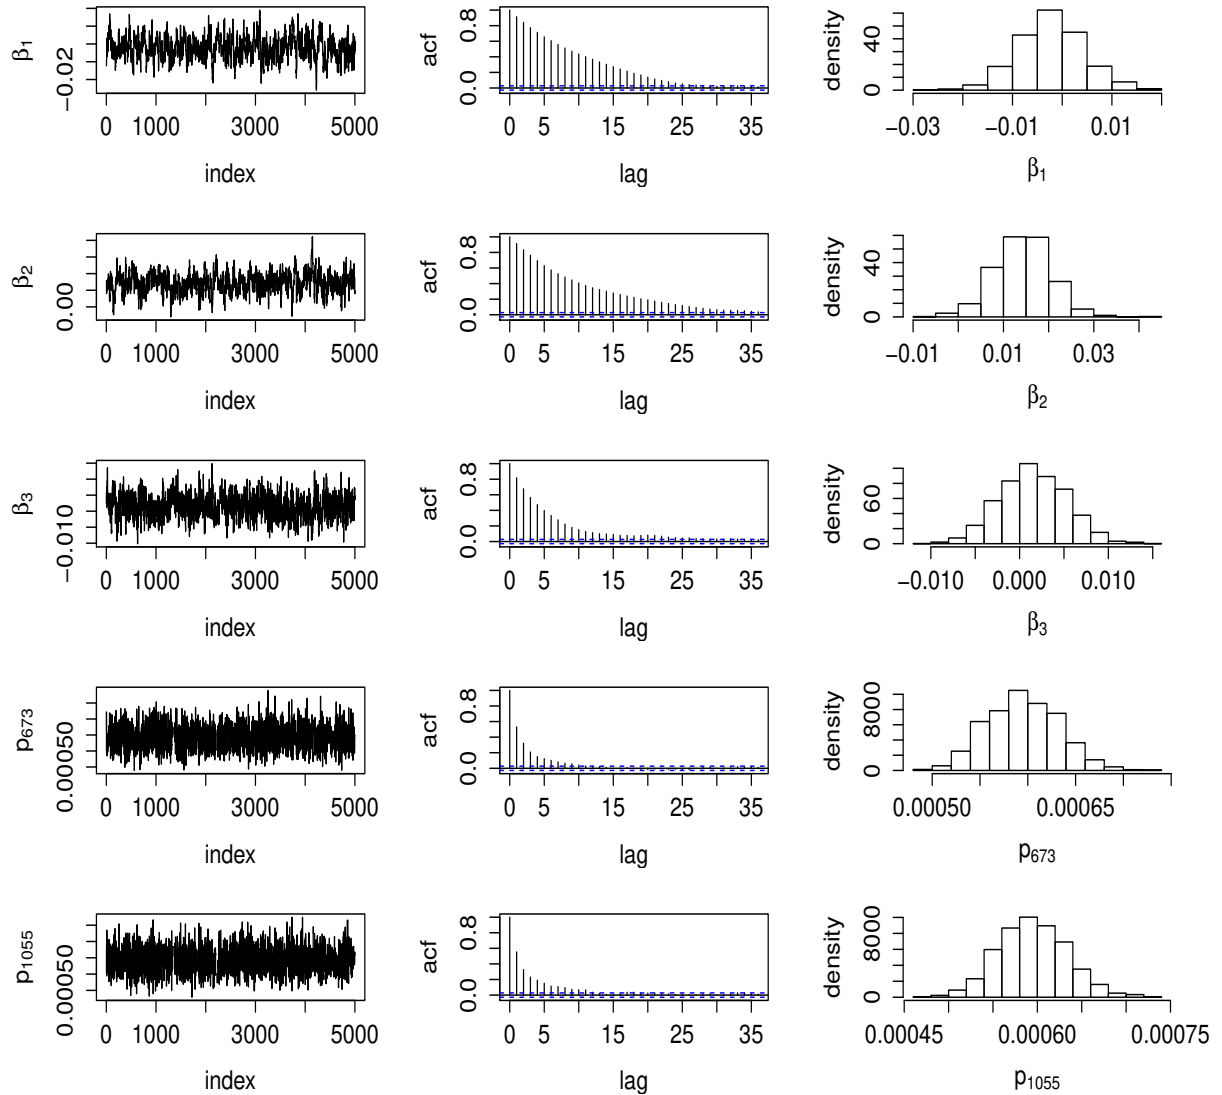 β1
−0.02
0 1000 3000 5000
index
acf
0.0 0.8
0 5 15 25 35
lag
density
0 40
−0.03 −0.01 0.01
β1
β2
0.00
0 1000 3000 5000
index
acf
0.0 0.8
0 5 15 25 35
lag
density
0 40
−0.01 0.01 0.03
β2
β3
−0.010
0 1000 3000 5000
index
acf
0.0 0.8
0 5 15 25 35
lag
density
0 60
−0.010 0.000 0.010
β3
p673
0.00050
0 1000 3000 5000
index
acf
0.0 0.8
0 5 15 25 35
lag
density
0 8000
0.00050 0.00065
p673
p1055
0.00050
0 1000 3000 5000
index
acf
0.0 0.8
0 5 15 25 35
lag
density
0 8000
0.00045 0.00060 0.00075
p1055